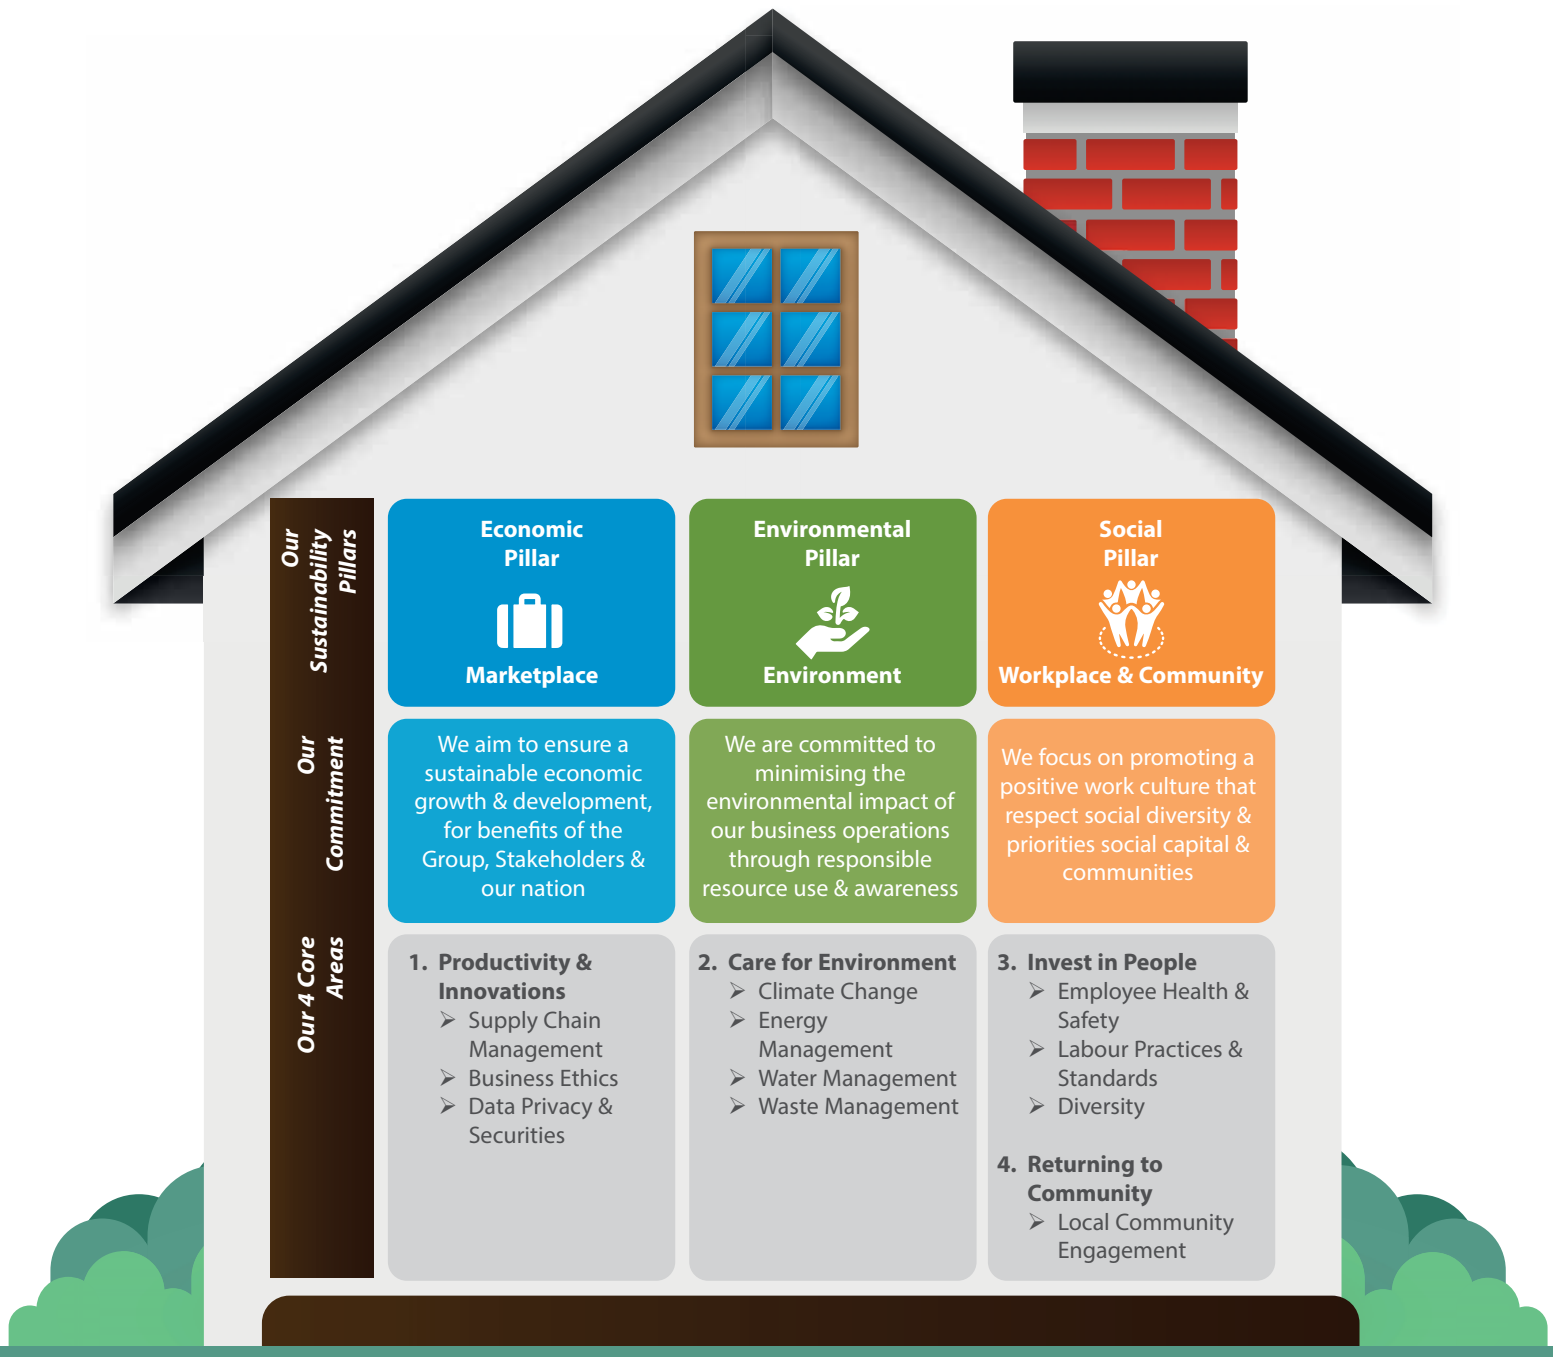 Our
Sustainability
Pillars
Economic
Pillar
Marketplace
Environmental
Pillar
Environment
Social
Pillar
Workplace & Community
Our
Commitment
We aim to ensure a
sustainable economic
growth & development,
for benefits of the
Group, Stakeholders &
our nation
We are committed to
minimising the
environmental impact of
our business operations
through responsible
resource use & awareness
We focus on promoting a
positive work culture that
respect social diversity &
priorities social capital &
communities
Our 4 Core
Areas
1. Productivity &
Innovations
➢ Supply Chain
Management
➢ Business Ethics
➢ Data Privacy &
Securities
2. Care for Environment
➢ Climate Change
➢ Energy
Management
➢ Water Management
➢ Waste Management
3. Invest in People
➢ Employee Health &
Safety
➢ Labour Practices &
Standards
➢ Diversity
4. Returning to
Community
➢ Local Community
Engagement